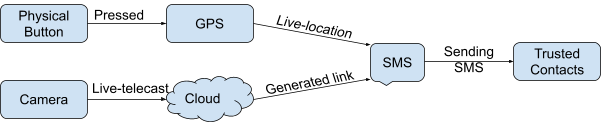 Physical
Button
Pressed
GPS
Live-location
SMS
Sending
SMS
Trusted
Contacts
Camera
Live-telecast
Cloud
Generated link